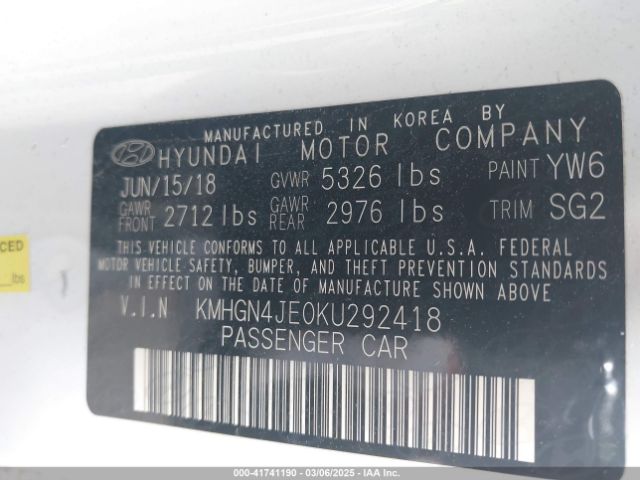 MANUFACTURED IN KOREA BY
HYUNDAI MOTOR COMPANY
JUN/15/18 GVWR 5326 lbs PAINT YW6
GAWR FRONT 2712 lbs GAWR REAR 2976 lbs TRIM SG2
THIS VEHICLE CONFORMS TO ALL APPLICABLE U.S.A. FEDERAL
MOTOR VEHICLE SAFETY, BUMPER, AND THEFT PREVENTION STANDARDS
IN EFFECT ON THE DATE OF MANUFACTURE SHOWN ABOVE
V.I.N KMHGN4JE0KU292418
PASSENGER CAR
CED
lbs
000-41741190 - 03/06/2025 - IAA Inc.